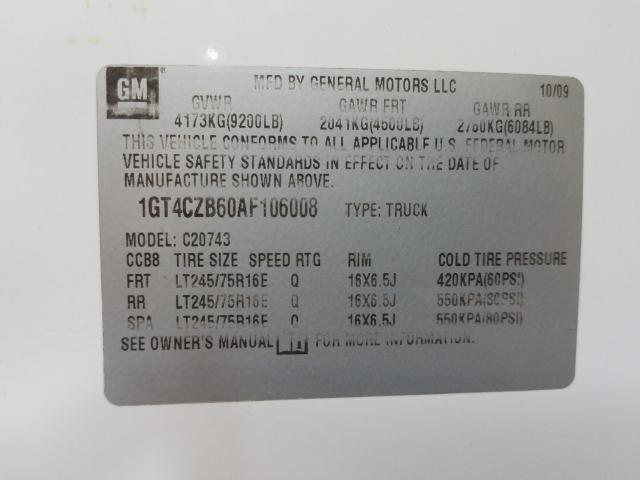 GM MFD BY GENERAL MOTORS LLC 10/09
GVWR GAWR FRT GAWR RR
4173KG(9200LB) 2041KG(4500LB) 2760KG(6084LB)
THIS VEHICLE CONFORMS TO ALL APPLICABLE U.S. FEDERAL MOTOR
VEHICLE SAFETY STANDARDS IN EFFECT ON THE DATE OF
MANUFACTURE SHOWN ABOVE.
1GT4CZB60AF106008 TYPE: TRUCK
MODEL: C20743
CCB8 TIRE SIZE SPEED RTG RIM COLD TIRE PRESSURE
FRT LT245/75R16E Q 16X6.5J 420KPA(60PSI)
RR LT245/75R16E Q 16X6.5J 550KPA(80PSI)
SPA LT245/75R16E Q 16X6.5J 550KPA(80PSI)
SEE OWNER'S MANUAL FOR MORE INFORMATION